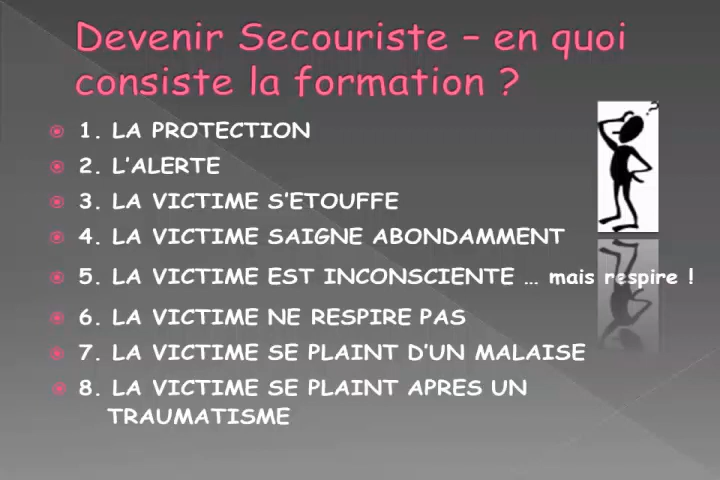 Devenir Secouriste – en quoi
consiste la formation ?
1. LA PROTECTION
2. L'ALERTE
3. LA VICTIME S'ETOUFFE
4. LA VICTIME SAIGNE ABONDAMMENT
5. LA VICTIME EST INCONSCIENTE … mais respire !
6. LA VICTIME NE RESPIRE PAS
7. LA VICTIME SE PLAINT D'UN MALAISE
8. LA VICTIME SE PLAINT APRES UN
TRAUMATISME